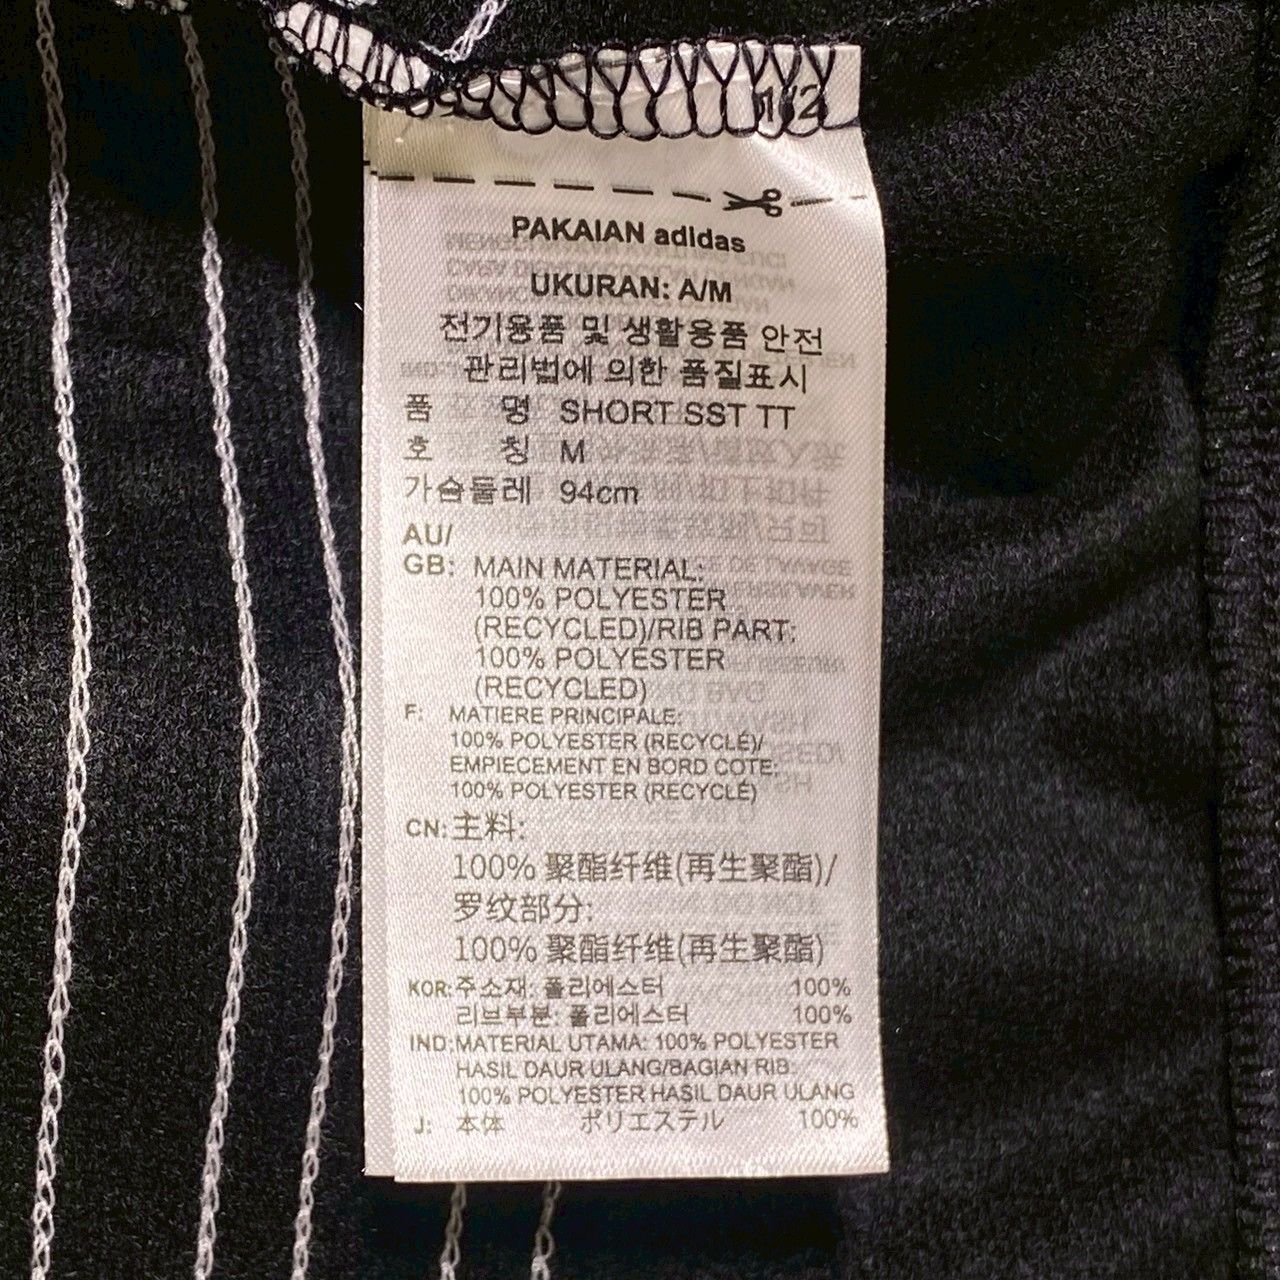 1/2
PAKAIAN adidas
UKURAN: A/M
전기용품 및 생활용품 안전
관리법에 의한 품질표시
품 명 SHORT SST TT
호 칭 M
가슴둘레 94cm
AU/
GB: MAIN MATERIAL:
100% POLYESTER
(RECYCLED)/RIB PART:
100% POLYESTER
(RECYCLED)
F: MATIERE PRINCIPALE:
100% POLYESTER (RECYCLÉ)/
EMPIECEMENT EN BORD COTE:
100% POLYESTER (RECYCLÉ)
CN: 主料:
100% 聚酯纤维(再生聚酯)/
罗纹部分:
100% 聚酯纤维(再生聚酯)
KOR: 주소재: 폴리에스터 100%
리브부분: 폴리에스터 100%
IND: MATERIAL UTAMA: 100% POLYESTER
HASIL DAUR ULANG/BAGIAN RIB:
100% POLYESTER HASIL DAUR ULANG
J: 本体 ポリエステル 100%